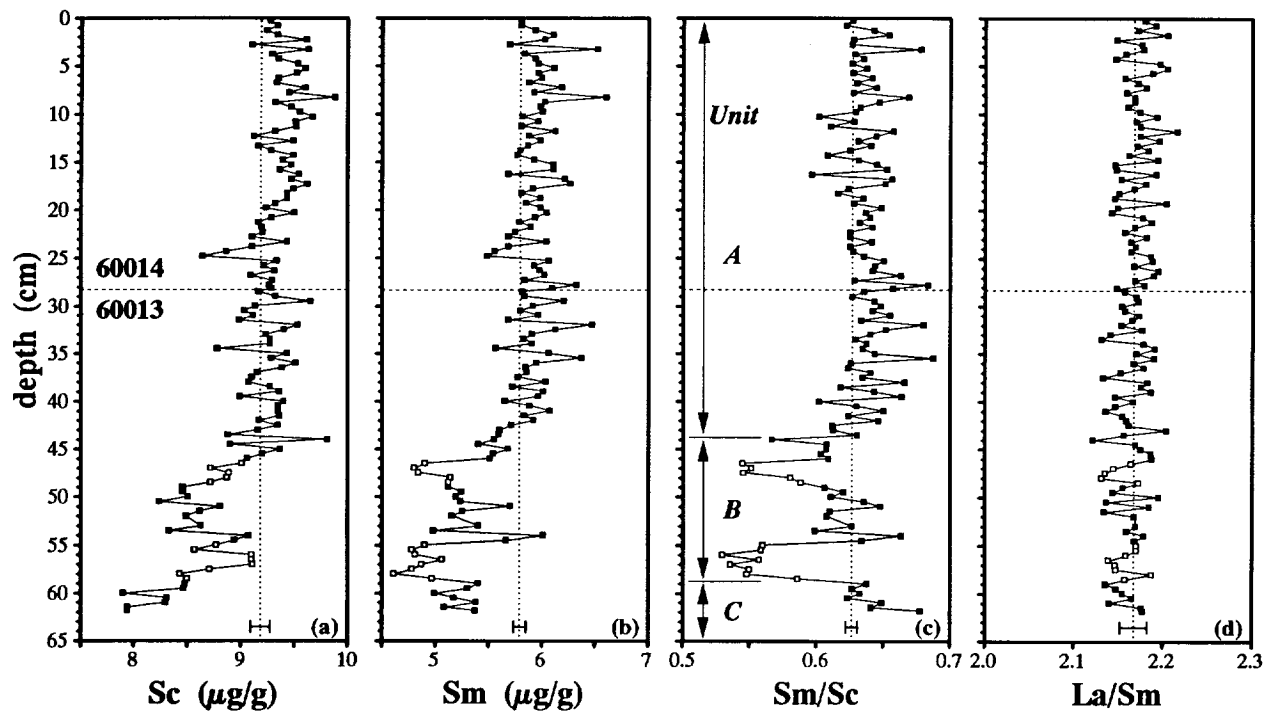 0
5
10
15
20
25
30
35
40
45
50
55
60
65
depth (cm)
60014
60013
(a)
8 9 10
Sc (μg/g)
(b)
5 6 7
Sm (μg/g)
Unit
A
B
C
(c)
0.5 0.6 0.7
Sm/Sc
(d)
2.0 2.1 2.2 2.3
La/Sm